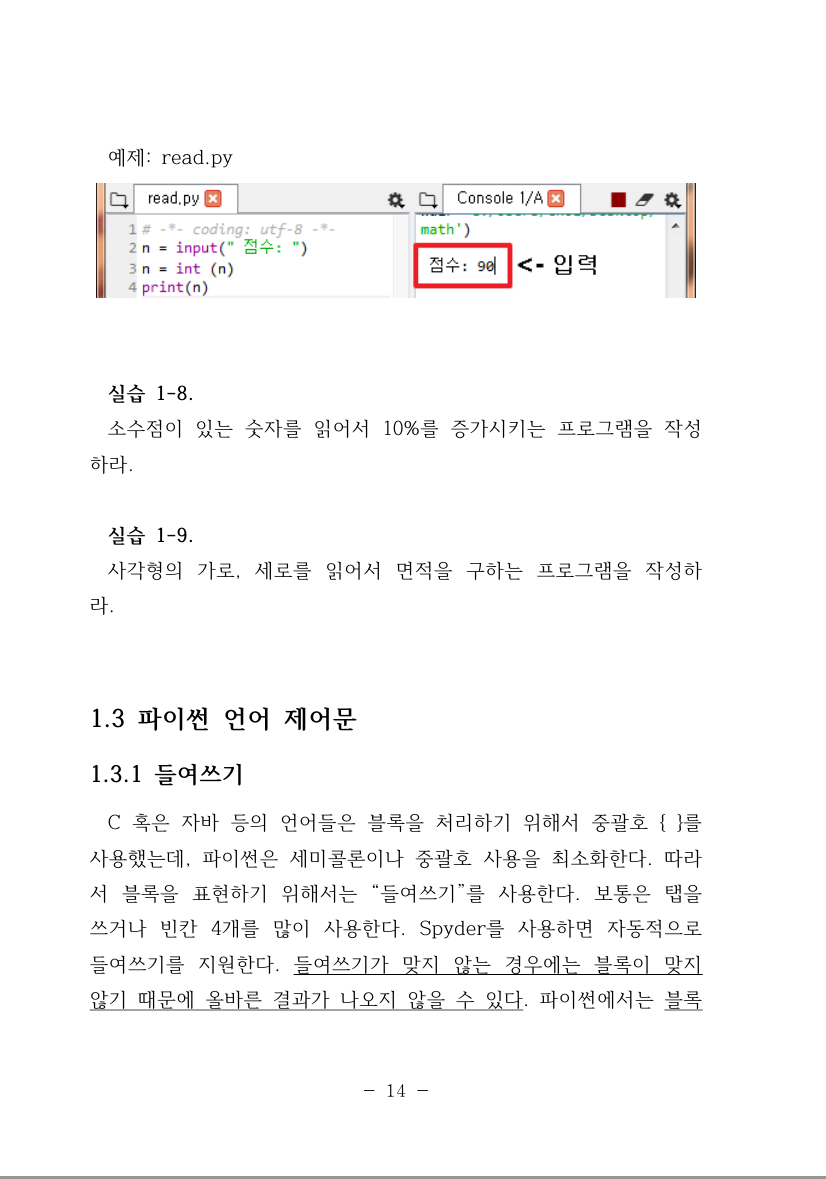 예제: read.py
read.py
Console 1/A
1 # -*- coding: utf-8 -*-
2 n = input(" 점수: ")
3 n = int (n)
4 print(n)
math')
점수: 90
<- 입력
실습 1-8.
소수점이 있는 숫자를 읽어서 10%를 증가시키는 프로그램을 작성
하라.
실습 1-9.
사각형의 가로, 세로를 읽어서 면적을 구하는 프로그램을 작성하
라.
1.3 파이썬 언어 제어문
1.3.1 들여쓰기
C 혹은 자바 등의 언어들은 블록을 처리하기 위해서 중괄호 { }를
사용했는데, 파이썬은 세미콜론이나 중괄호 사용을 최소화한다. 따라
서 블록을 표현하기 위해서는 “들여쓰기”를 사용한다. 보통은 탭을
쓰거나 빈칸 4개를 많이 사용한다. Spyder를 사용하면 자동적으로
들여쓰기를 지원한다. 들여쓰기가 맞지 않는 경우에는 블록이 맞지
않기 때문에 올바른 결과가 나오지 않을 수 있다. 파이썬에서는 블록
- 14 -